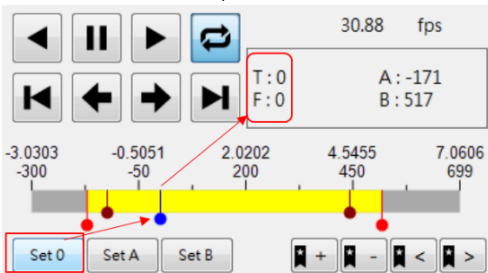 30.88 fps
T : 0 A : -171
F : 0 B : 517
-3.0303 -0.5051 2.0202 4.5455 7.0606
-300 -50 200 450 699
Set 0 Set A Set B + - < >